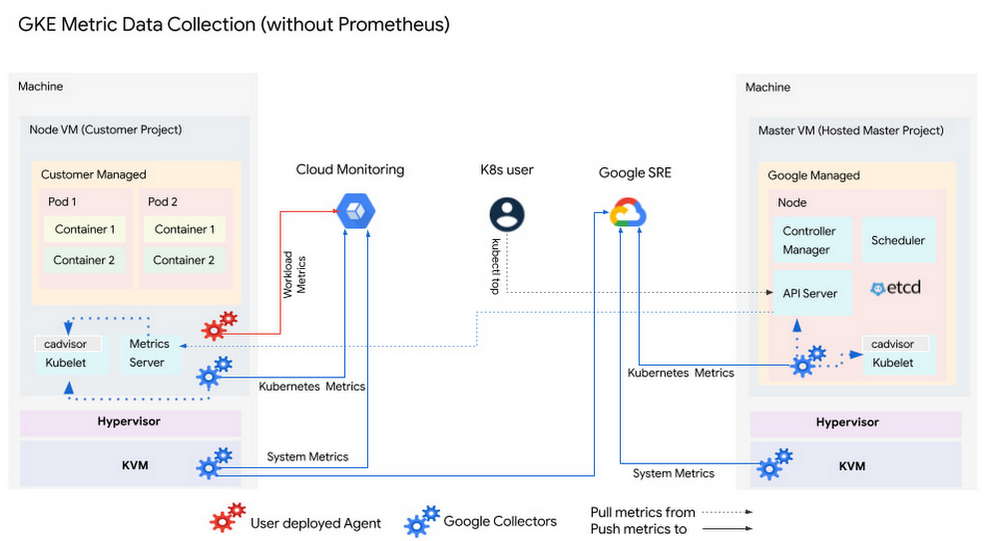 GKE Metric Data Collection (without Prometheus)
Machine
Node VM (Customer Project)
Customer Managed
Pod 1
Container 1
Container 2
Pod 2
Container 1
Container 2
cadvisor
Kubelet
Metrics
Server
Hypervisor
KVM
Cloud Monitoring
Workload
Metrics
Kubernetes Metrics
System Metrics
K8s user
kubectl top
Google SRE
Kubernetes Metrics
System Metrics
Machine
Master VM (Hosted Master Project)
Google Managed
Node
Controller
Manager
Scheduler
API Server
etcd
cadvisor
Kubelet
Hypervisor
KVM
User deployed Agent
Google Collectors
Pull metrics from
Push metrics to